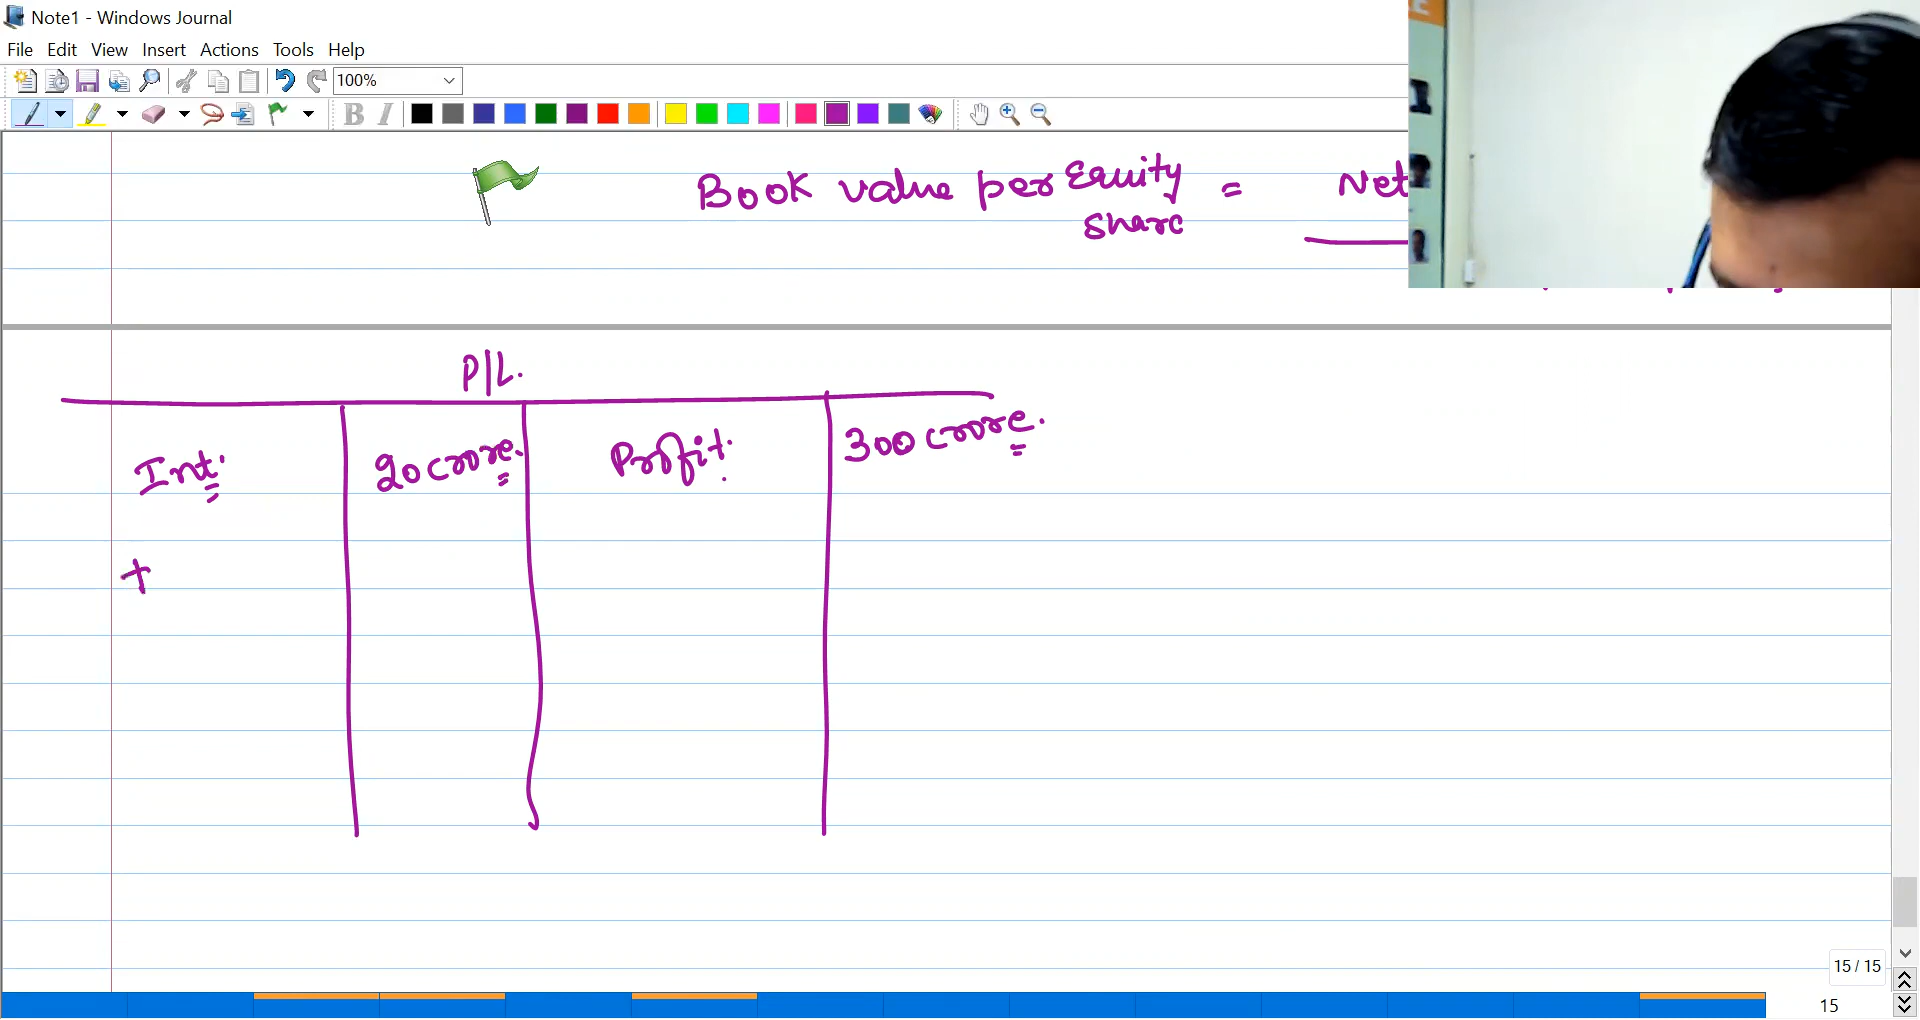 Note1 - Windows Journal
File Edit View Insert Actions Tools Help
100%
B I
Book value per Equity share = Net
P/L.
Int. 20 crore. Profit. 300 crore.
+
15 / 15
15